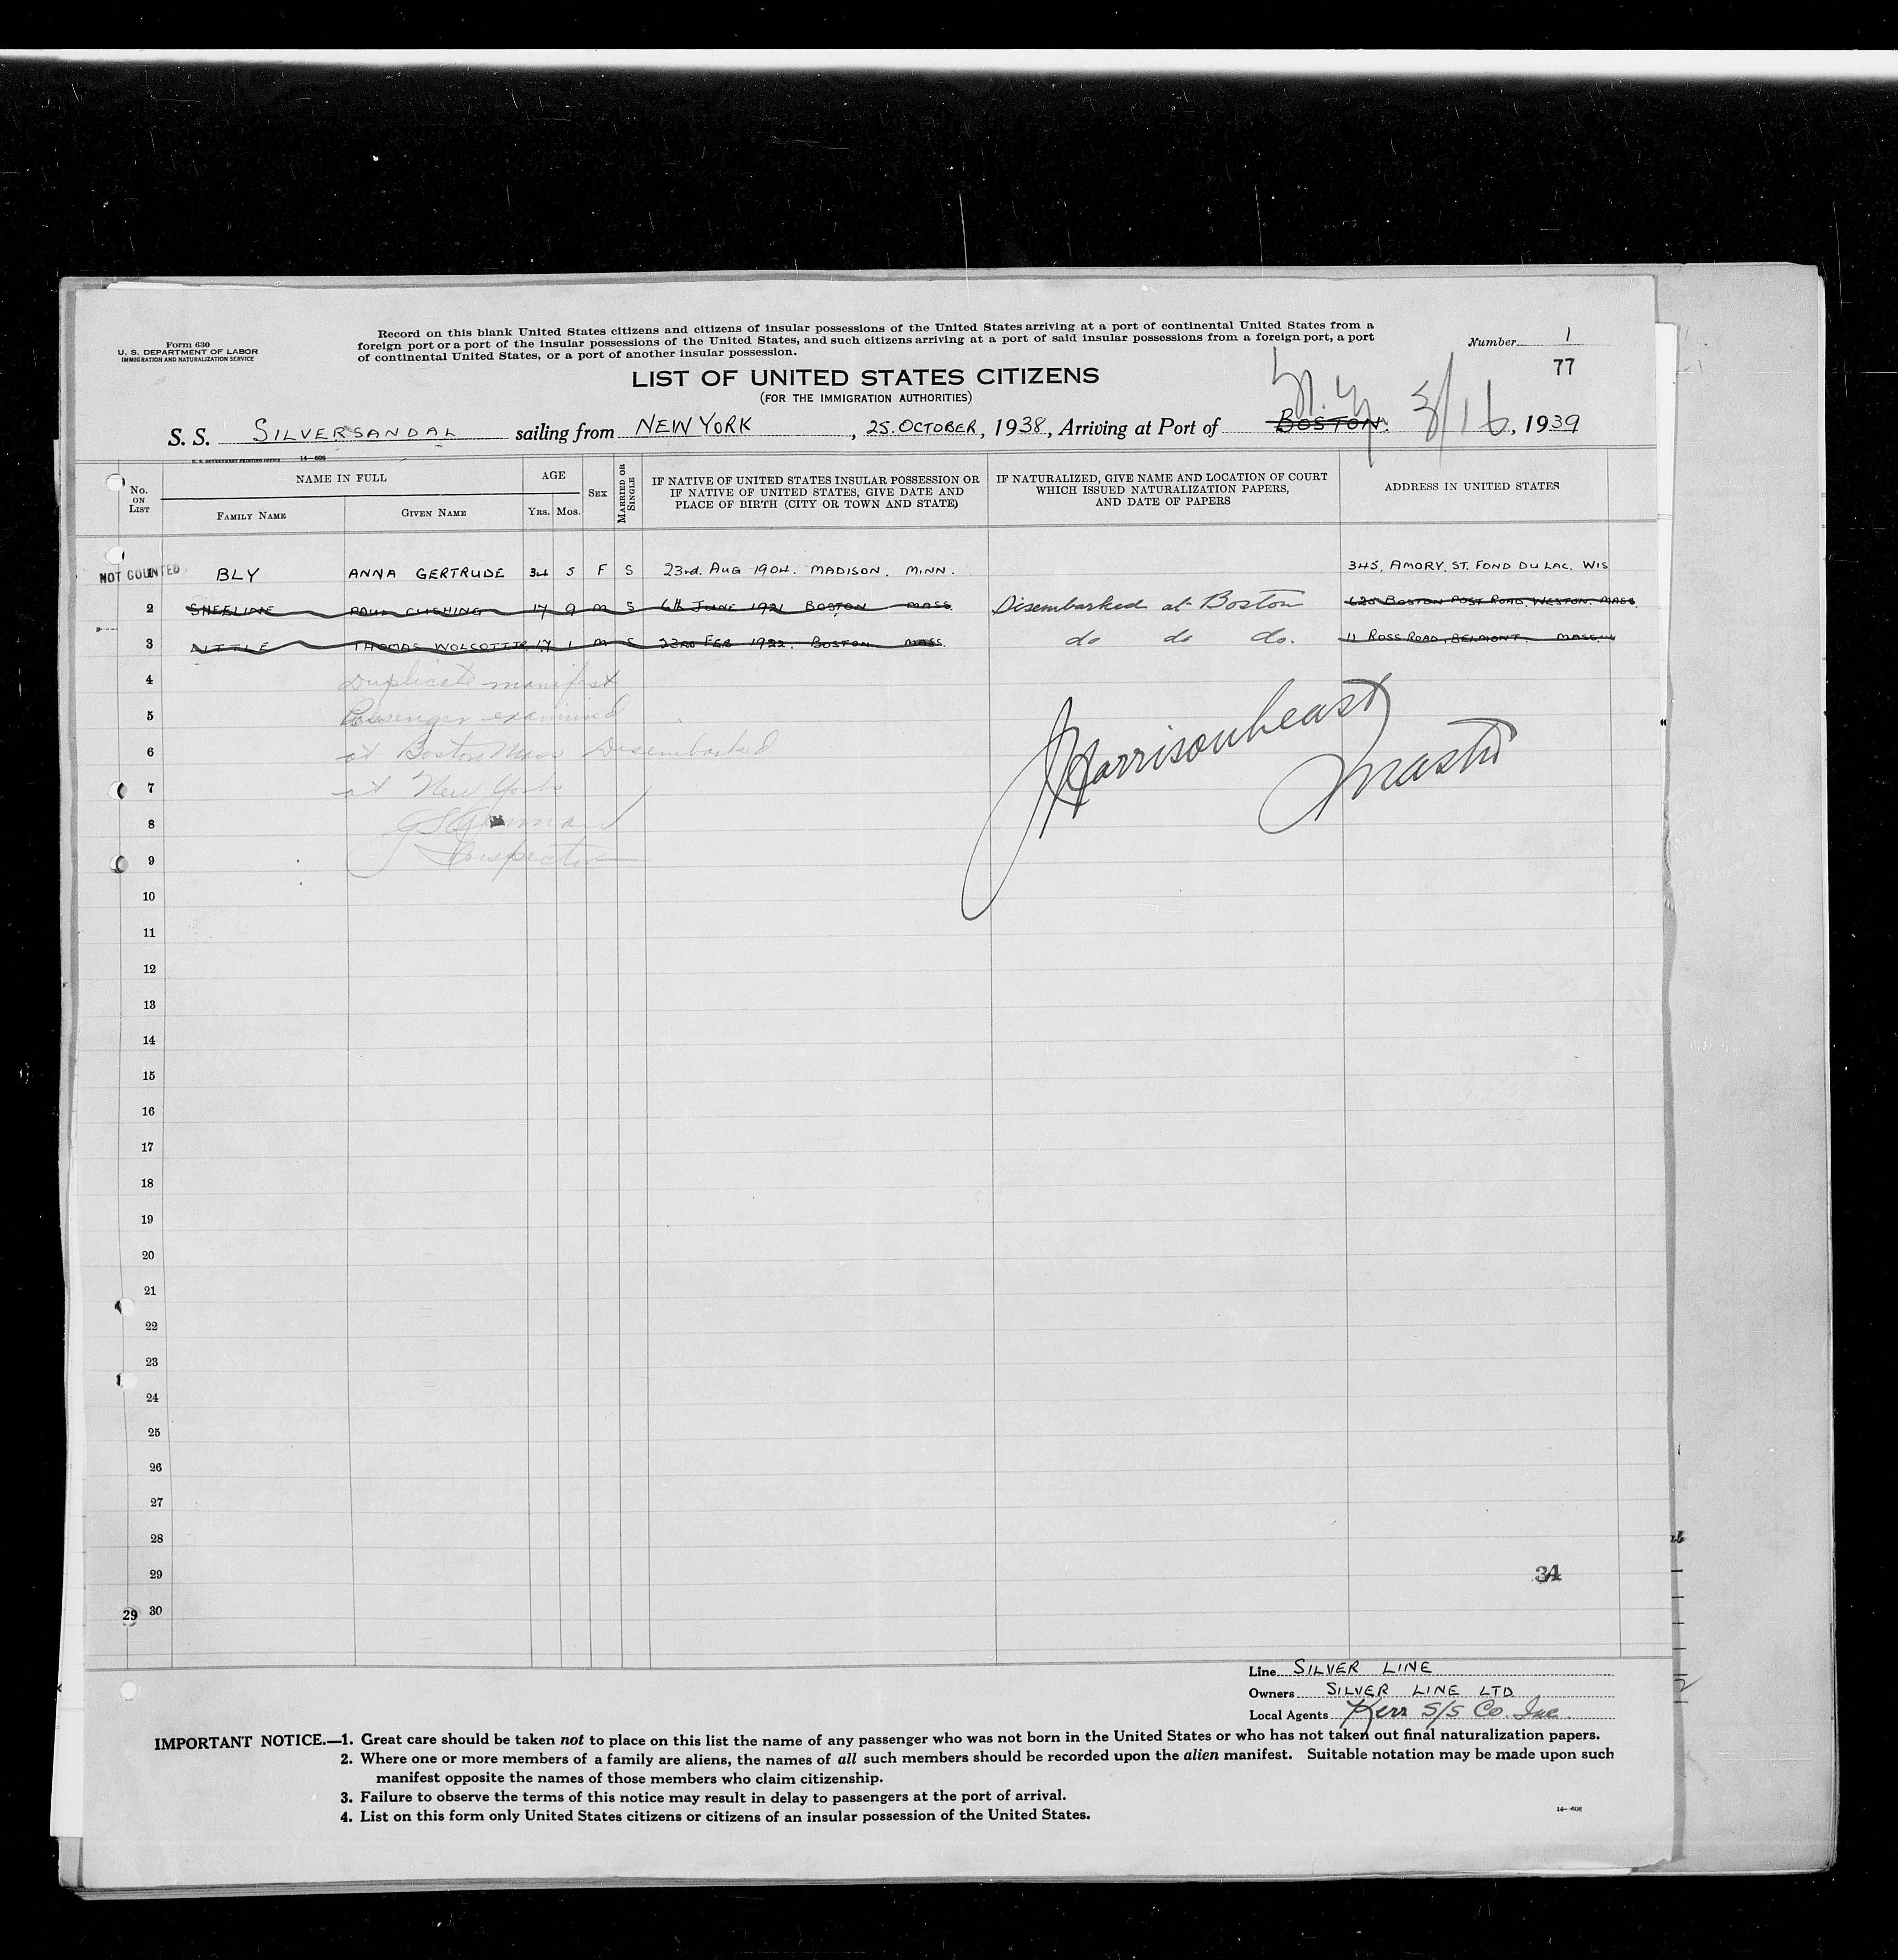 Form 630
U. S. DEPARTMENT OF LABOR
IMMIGRATION AND NATURALIZATION SERVICE
Record on this blank United States citizens and citizens of insular possessions of the United States arriving at a port of continental United States from a
foreign port or a port of the insular possessions of the United States, and such citizens arriving at a port of said insular possessions from a foreign port, a port
of continental United States, or a port of another insular possession.
Number 1
77
LIST OF UNITED STATES CITIZENS
(FOR THE IMMIGRATION AUTHORITIES)
S. S. SILVERSANDAL sailing from NEW YORK, 25. OCTOBER, 1938, Arriving at Port of BOSTON. N.Y. 3/16, 1939
U. S. GOVERNMENT PRINTING OFFICE 14—608
No. ON LIST
NAME IN FULL
FAMILY NAME
GIVEN NAME
AGE
YRS. MOS.
SEX
MARRIED OR SINGLE
IF NATIVE OF UNITED STATES INSULAR POSSESSION OR
IF NATIVE OF UNITED STATES, GIVE DATE AND
PLACE OF BIRTH (CITY OR TOWN AND STATE)
IF NATURALIZED, GIVE NAME AND LOCATION OF COURT
WHICH ISSUED NATURALIZATION PAPERS,
AND DATE OF PAPERS
ADDRESS IN UNITED STATES
NOT COUNTED 1 BLY ANNA GERTRUDE 34 5 F S 23rd. AUG 1904. MADISON. MINN. 345, AMORY. ST. FOND DU LAC. WIS
2 SHEELINE PAUL CUSHING 17 9 M S 6th JUNE 1921 BOSTON MASS. Disembarked at Boston 625 BOSTON POST ROAD, WESTON. MASS.
3 LITTLE THOMAS WOLCOTT JR 17 1 M S 23RD FEB 1922. BOSTON MASS. do do do. 11 ROSS ROAD, BELMONT. MASS.
4 Duplicate manifest
5 Passenger examined
6 at Boston Mass Disembarked
7 at New York
8
9 Inspector
Master
10
11
12
13
14
15
16
17
18
19
20
21
22
23
24
25
26
27
28
29
34
29 30
Line SILVER LINE
Owners SILVER LINE LTD
Local Agents Kerr S/S Co. Inc.
IMPORTANT NOTICE.—1. Great care should be taken not to place on this list the name of any passenger who was not born in the United States or who has not taken out final naturalization papers.
2. Where one or more members of a family are aliens, the names of all such members should be recorded upon the alien manifest. Suitable notation may be made upon such
manifest opposite the names of those members who claim citizenship.
3. Failure to observe the terms of this notice may result in delay to passengers at the port of arrival.
4. List on this form only United States citizens or citizens of an insular possession of the United States.
14—608